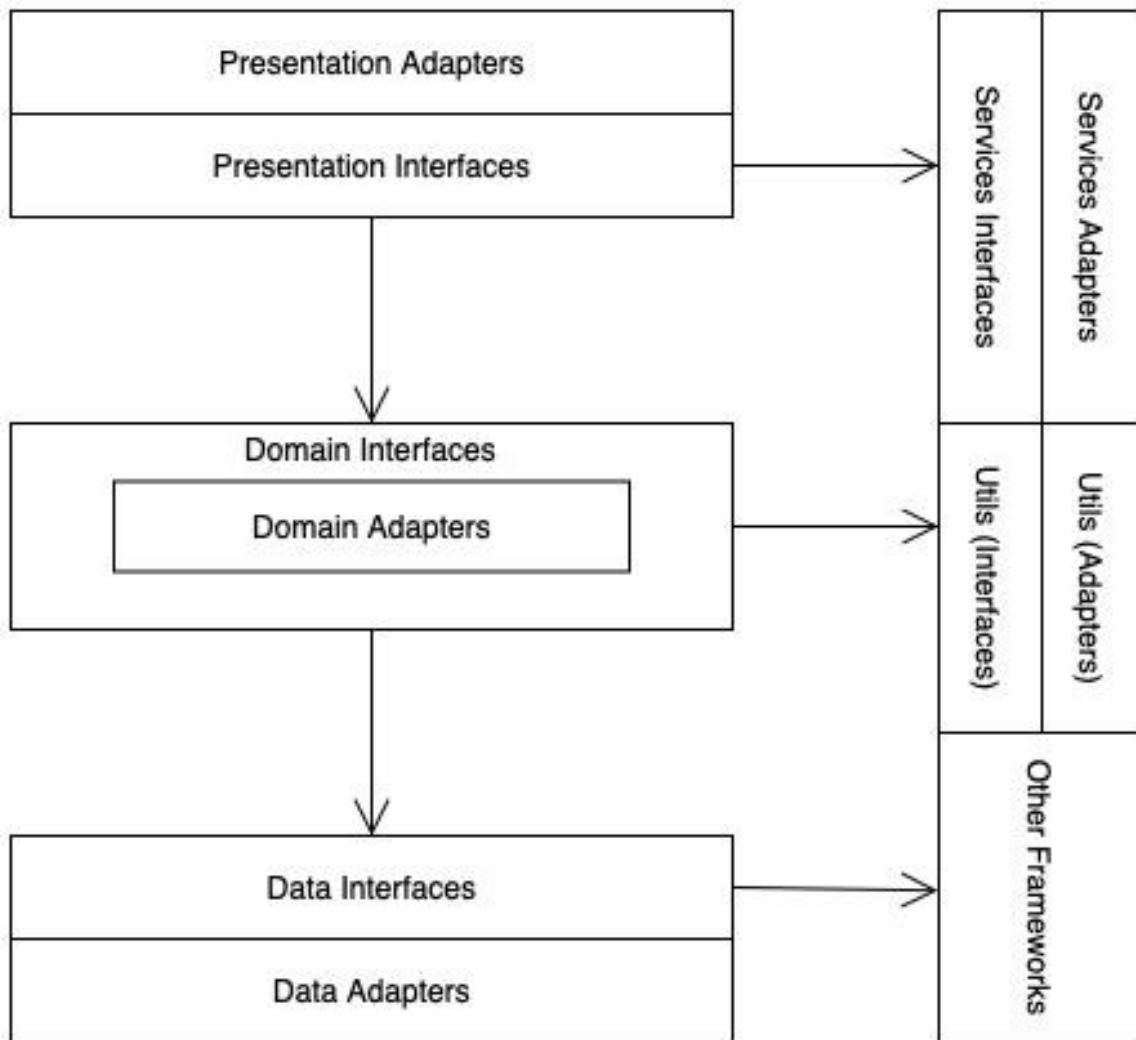 Presentation Adapters
Presentation Interfaces
Services Interfaces
Services Adapters
Domain Interfaces
Domain Adapters
Utils (Interfaces)
Utils (Adapters)
Data Interfaces
Data Adapters
Other Frameworks